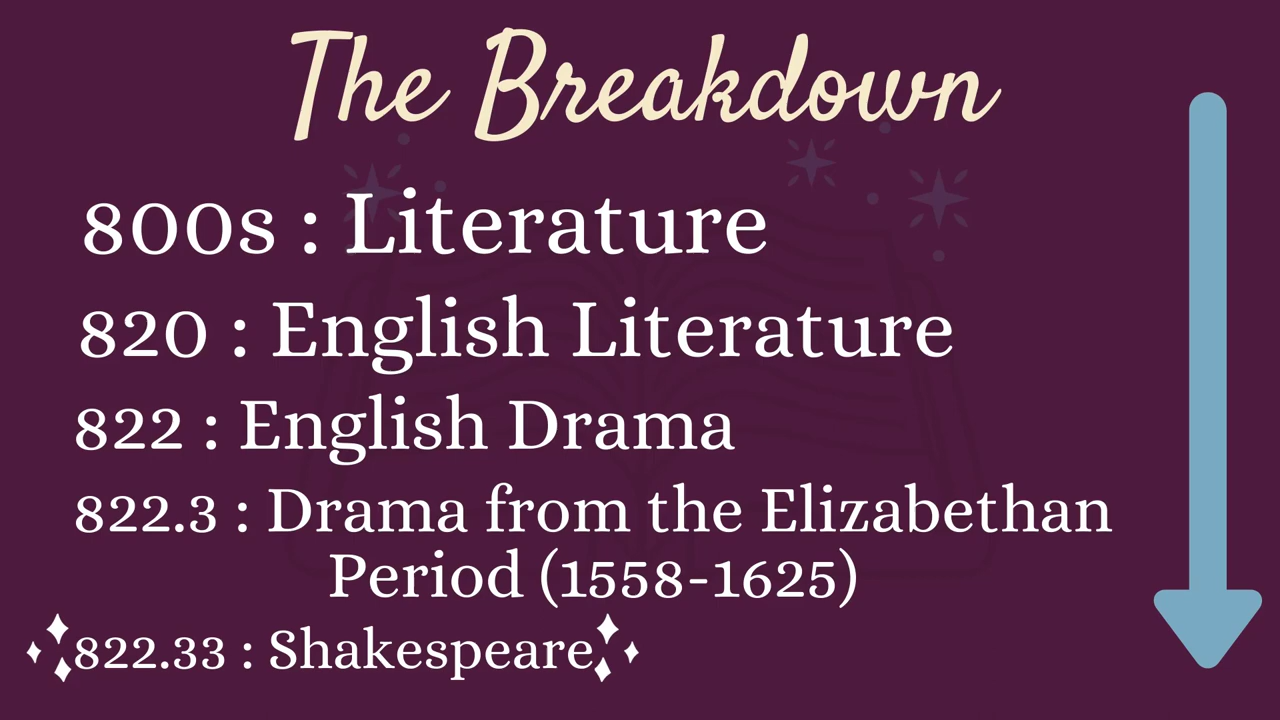 The Breakdown
800s : Literature
820 : English Literature
822 : English Drama
822.3 : Drama from the Elizabethan
Period (1558-1625)
822.33 : Shakespeare